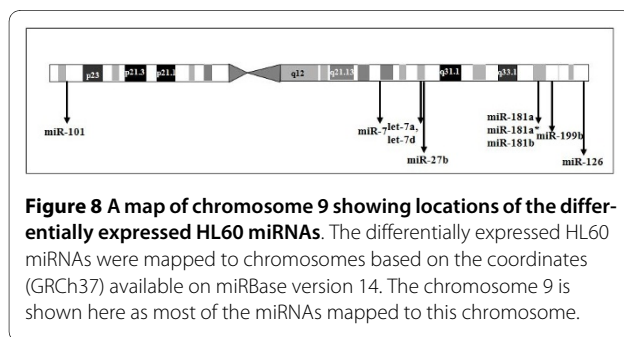 p23 p21.3 p21.1 q12 q21.13 q31.1 q33.1
miR-101
miR-7
let-7a,
let-7d
miR-27b
miR-181a
miR-181a*
miR-181b
miR-199b
miR-126
Figure 8 A map of chromosome 9 showing locations of the differ-
entially expressed HL60 miRNAs. The differentially expressed HL60
miRNAs were mapped to chromosomes based on the coordinates
(GRCh37) available on miRBase version 14. The chromosome 9 is
shown here as most of the miRNAs mapped to this chromosome.